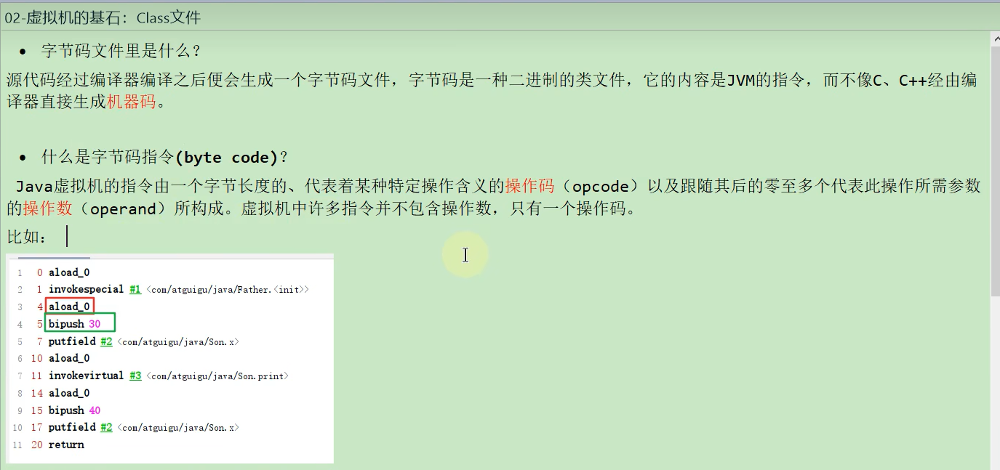 02-虚拟机的基石：Class文件
• 字节码文件里是什么？
源代码经过编译器编译之后便会生成一个字节码文件，字节码是一种二进制的类文件，它的内容是JVM的指令，而不像C、C++经由编
译器直接生成机器码。
• 什么是字节码指令(byte code)？
Java虚拟机的指令由一个字节长度的、代表着某种特定操作含义的操作码（opcode）以及跟随其后的零至多个代表此操作所需参数
的操作数（operand）所构成。虚拟机中许多指令并不包含操作数，只有一个操作码。
比如：
1 0 aload_0
2 1 invokespecial #1 <com/atguigu/java/Father.<init>>
3 4 aload_0
4 5 bipush 30
5 7 putfield #2 <com/atguigu/java/Son.x>
6 10 aload_0
7 11 invokevirtual #3 <com/atguigu/java/Son.print>
8 14 aload_0
9 15 bipush 40
10 17 putfield #2 <com/atguigu/java/Son.x>
11 20 return